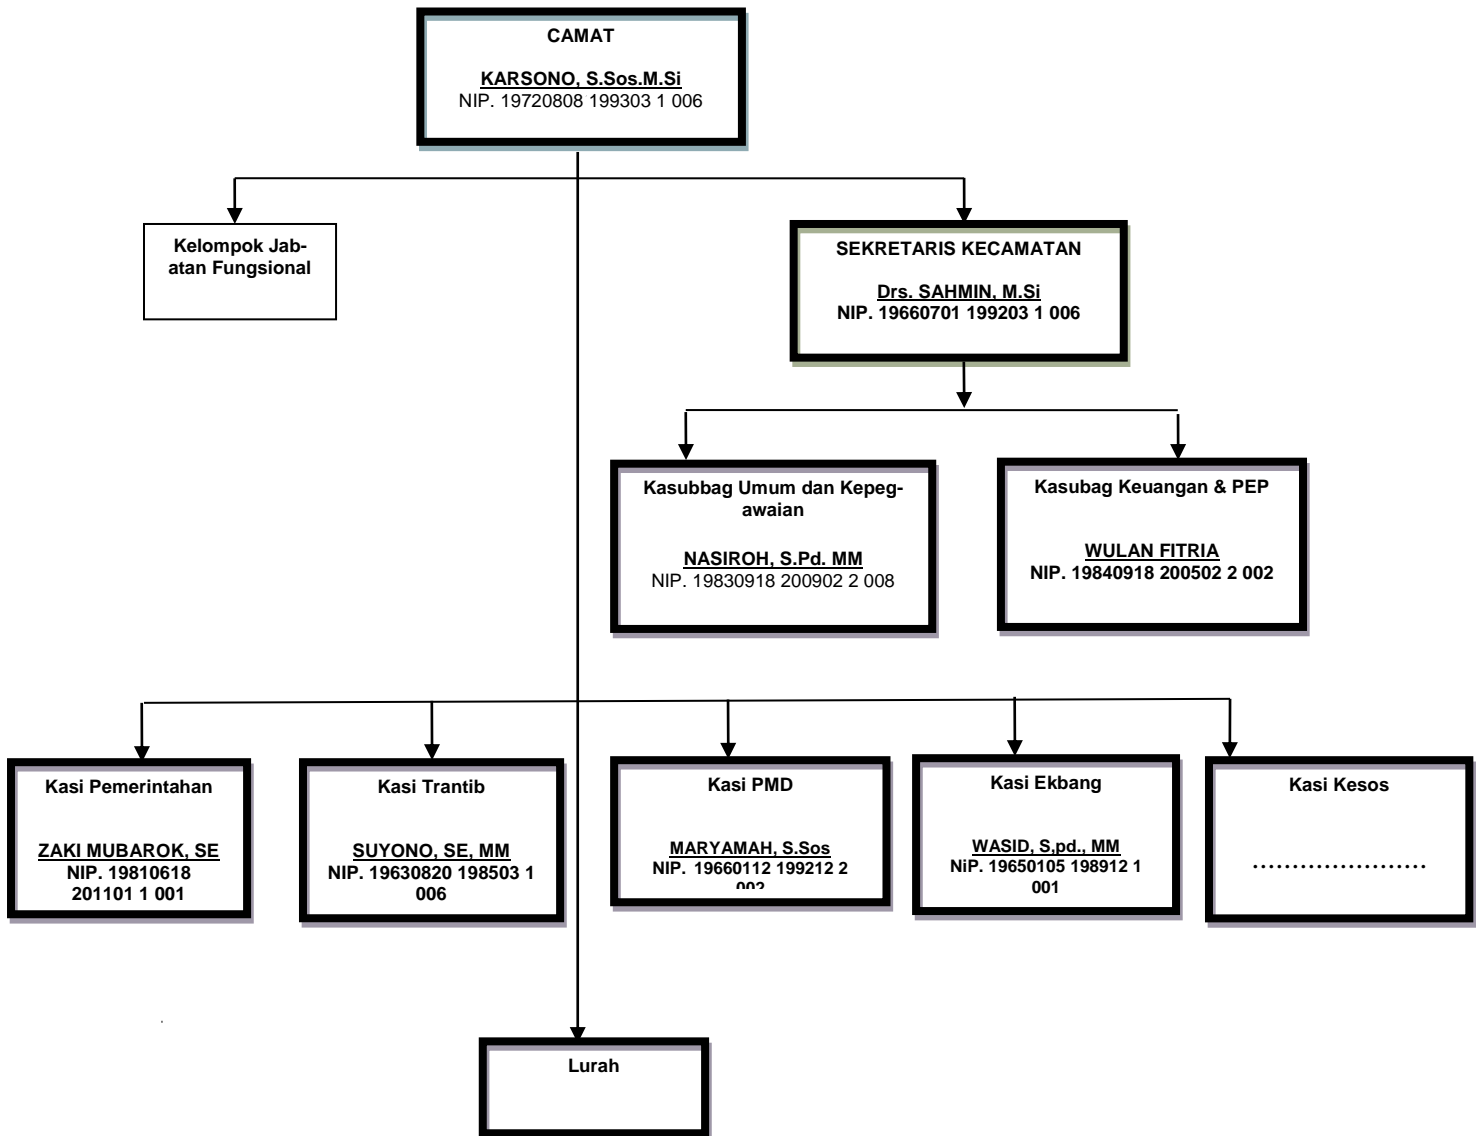 CAMAT
KARSONO, S.Sos.M.Si
NIP. 19720808 199303 1 006
Kelompok Jab-
atan Fungsional
SEKRETARIS KECAMATAN
Drs. SAHMIN, M.Si
NIP. 19660701 199203 1 006
Kasubbag Umum dan Kepeg-
awaian
NASIROH, S.Pd. MM
NIP. 19830918 200902 2 008
Kasubag Keuangan & PEP
WULAN FITRIA
NIP. 19840918 200502 2 002
Kasi Pemerintahan
ZAKI MUBAROK, SE
NIP. 19810618
201101 1 001
Kasi Trantib
SUYONO, SE, MM
NIP. 19630820 198503 1
006
Kasi PMD
MARYAMAH, S.Sos
NIP. 19660112 199212 2
002
Kasi Ekbang
WASID, S,pd., MM
NiP. 19650105 198912 1
001
Kasi Kesos
......................
Lurah